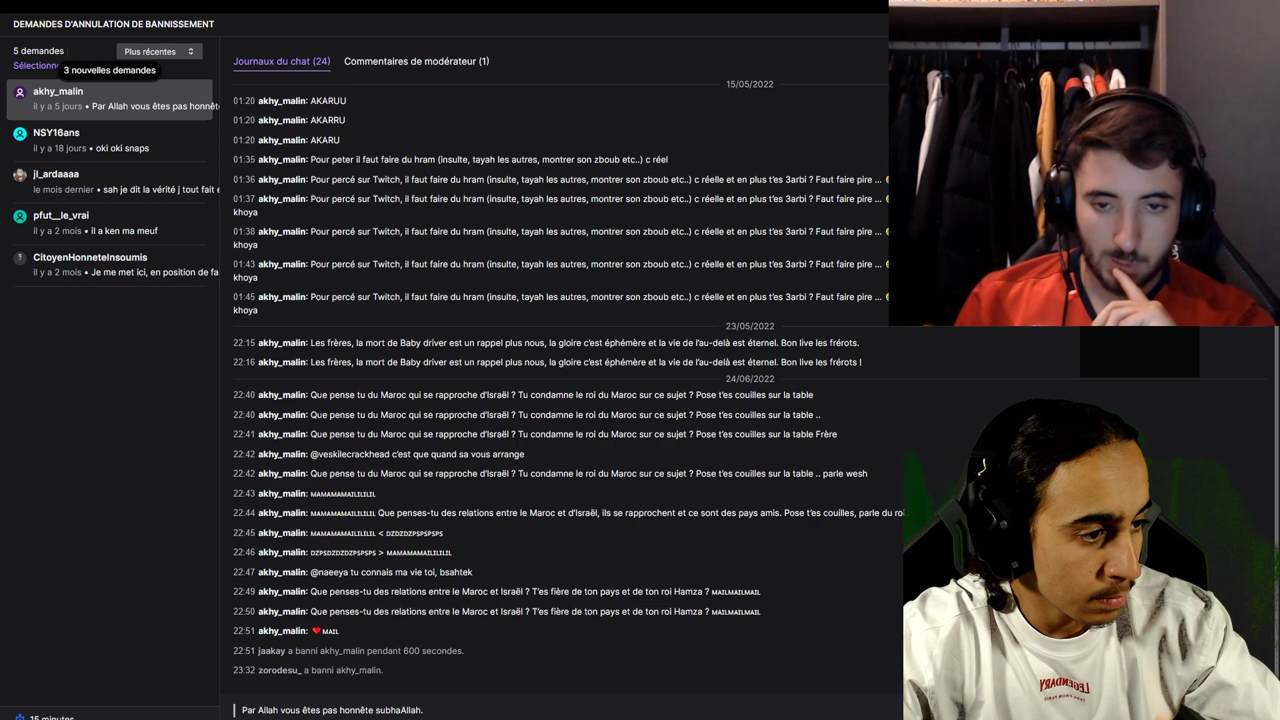 DEMANDES D'ANNULATION DE BANNISSEMENT
5 demandes
Plus récentes
Sélectionn
3 nouvelles demandes
akhy_malin
il y a 5 jours • Par Allah vous êtes pas honnête
NSY16ans
il y a 18 jours • oki oki snaps
jl_ardaaaa
le mois dernier • sah je dit la vérité j tout fait e
pfut__le_vrai
il y a 2 mois • il a ken ma meuf
CitoyenHonneteInsoumis
il y a 2 mois • Je me met ici, en position de fa
15 minutes
Journaux du chat (24)
Commentaires de modérateur (1)
15/05/2022
01:20 akhy_malin: AKARUU
01:20 akhy_malin: AKARRU
01:20 akhy_malin: AKARU
01:35 akhy_malin: Pour peter il faut faire du hram (insulte, tayah les autres, montrer son zboub etc..) c réel
01:36 akhy_malin: Pour percé sur Twitch, il faut faire du hram (insulte, tayah les autres, montrer son zboub etc..) c réelle et en plus t'es 3arbi ? Faut faire pire ...
01:37 akhy_malin: Pour percé sur Twitch, il faut faire du hram (insulte, tayah les autres, montrer son zboub etc..) c réelle et en plus t'es 3arbi ? Faut faire pire ...
khoya
01:38 akhy_malin: Pour percé sur Twitch, il faut faire du hram (insulte, tayah les autres, montrer son zboub etc..) c réelle et en plus t'es 3arbi ? Faut faire pire ...
khoya
01:43 akhy_malin: Pour percé sur Twitch, il faut faire du hram (insulte, tayah les autres, montrer son zboub etc..) c réelle et en plus t'es 3arbi ? Faut faire pire ...
khoya
01:45 akhy_malin: Pour percé sur Twitch, il faut faire du hram (insulte, tayah les autres, montrer son zboub etc..) c réelle et en plus t'es 3arbi ? Faut faire pire ...
khoya
23/05/2022
22:15 akhy_malin: Les frères, la mort de Baby driver est un rappel plus nous, la gloire c'est éphémère et la vie de l'au-delà est éternel. Bon live les frérots.
22:16 akhy_malin: Les frères, la mort de Baby driver est un rappel plus nous, la gloire c'est éphémère et la vie de l'au-delà est éternel. Bon live les frérots !
24/06/2022
22:40 akhy_malin: Que pense tu du Maroc qui se rapproche d'Israël ? Tu condamne le roi du Maroc sur ce sujet ? Pose t'es couilles sur la table
22:40 akhy_malin: Que pense tu du Maroc qui se rapproche d'Israël ? Tu condamne le roi du Maroc sur ce sujet ? Pose t'es couilles sur la table ..
22:41 akhy_malin: Que pense tu du Maroc qui se rapproche d'Israël ? Tu condamne le roi du Maroc sur ce sujet ? Pose t'es couilles sur la table Frère
22:42 akhy_malin: @veskilecrackhead c'est que quand sa vous arrange
22:42 akhy_malin: Que pense tu du Maroc qui se rapproche d'Israël ? Tu condamne le roi du Maroc sur ce sujet ? Pose t'es couilles sur la table .. parle wesh
22:43 akhy_malin: ᴍᴀᴍᴀᴍᴀᴍᴀɪʟɪʟɪʟɪʟ
22:44 akhy_malin: ᴍᴀᴍᴀᴍᴀᴍᴀɪʟɪʟɪʟɪʟ Que penses-tu des relations entre le Maroc et d'Israël, ils se rapprochent et ce sont des pays amis. Pose t'es couilles, parle du roi
22:45 akhy_malin: ᴍᴀᴍᴀᴍᴀᴍᴀɪʟɪʟɪʟɪʟ < ᴅᴢᴅᴢᴅᴢᴘsᴘsᴘsᴘs
22:46 akhy_malin: ᴅᴢᴘsᴅᴢᴅᴢᴅᴢᴘsᴘsᴘs > ᴍᴀᴍᴀᴍᴀᴍᴀɪʟɪʟɪʟɪʟ
22:47 akhy_malin: @naeeya tu connais ma vie toi, bsahtek
22:49 akhy_malin: Que penses-tu des relations entre le Maroc et Israël ? T'es fière de ton pays et de ton roi Hamza ? ᴍᴀɪʟᴍᴀɪʟᴍᴀɪʟ
22:50 akhy_malin: Que penses-tu des relations entre le Maroc et Israël ? T'es fière de ton pays et de ton roi Hamza ? ᴍᴀɪʟᴍᴀɪʟᴍᴀɪʟ
22:51 akhy_malin: ❤️ ᴍᴀɪʟ
22:51 jaakay a banni akhy_malin pendant 600 secondes.
23:32 zorodesu_ a banni akhy_malin.
Par Allah vous êtes pas honnête subhaAllah.
LEGENDARY